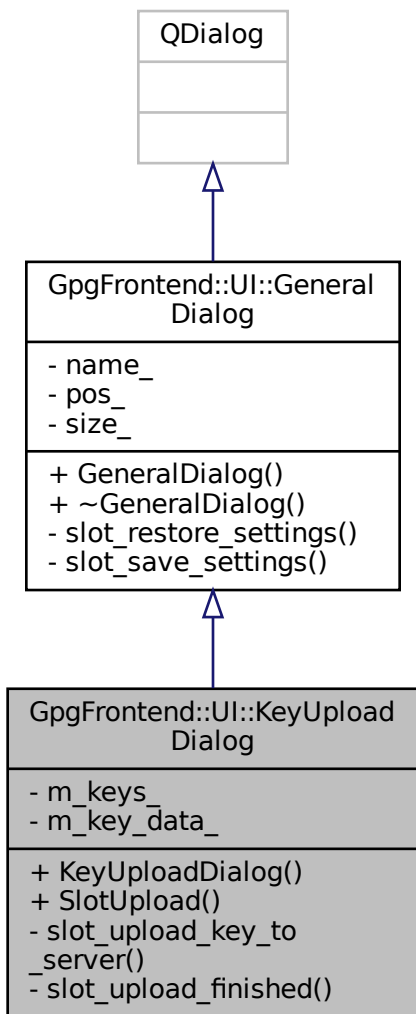 QDialog
GpgFrontend::UI::General
Dialog
- name_
- pos_
- size_
+ GeneralDialog()
+ ~GeneralDialog()
- slot_restore_settings()
- slot_save_settings()
GpgFrontend::UI::KeyUpload
Dialog
- m_keys_
- m_key_data_
+ KeyUploadDialog()
+ SlotUpload()
- slot_upload_key_to
_server()
- slot_upload_finished()